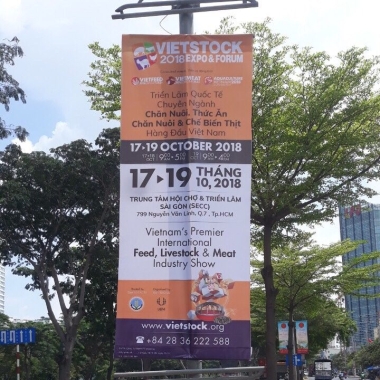 VIETSTOCK
2018 EXPO & FORUM
Triển Lãm Quốc Tế
Chuyên Ngành
Chăn Nuôi, Thức Ăn
Chăn Nuôi & Chế Biến Thịt
Hàng Đầu Việt Nam
17-19 OCTOBER 2018
17 19 THÁNG
10, 2018
TRUNG TÂM HỘI CHỢ & TRIỂN LÃM
SÀI GÒN (SECC)
799 Nguyễn Văn Linh, Q.7, Tp.HCM
Vietnam's Premier
International
Feed, Livestock & Meat
Industry Show
www.vietstock.org
+84 28 36 222 588